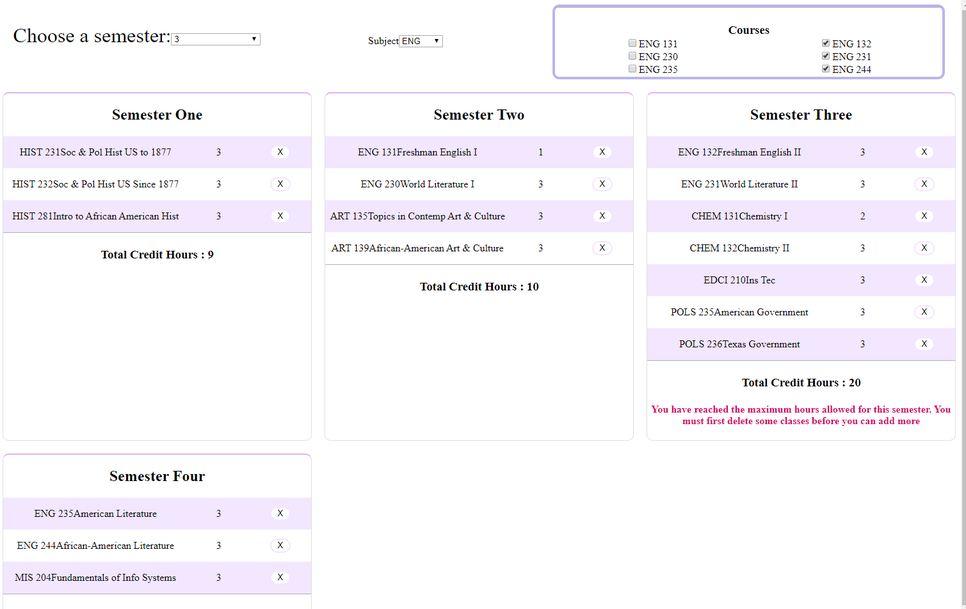 Choose a semester: 3
Subject ENG
Courses
ENG 131 ENG 132
ENG 230 ENG 231
ENG 235 ENG 244
Semester One
HIST 231Soc & Pol Hist US to 1877 3 X
HIST 232Soc & Pol Hist US Since 1877 3 X
HIST 281Intro to African American Hist 3 X
Total Credit Hours : 9
Semester Two
ENG 131Freshman English I 1 X
ENG 230World Literature I 3 X
ART 135Topics in Contemp Art & Culture 3 X
ART 139African-American Art & Culture 3 X
Total Credit Hours : 10
Semester Three
ENG 132Freshman English II 3 X
ENG 231World Literature II 3 X
CHEM 131Chemistry I 2 X
CHEM 132Chemistry II 3 X
EDCI 210Ins Tec 3 X
POLS 235American Government 3 X
POLS 236Texas Government 3 X
Total Credit Hours : 20
You have reached the maximum hours allowed for this semester. You
must first delete some classes before you can add more
Semester Four
ENG 235American Literature 3 X
ENG 244African-American Literature 3 X
MIS 204Fundamentals of Info Systems 3 X